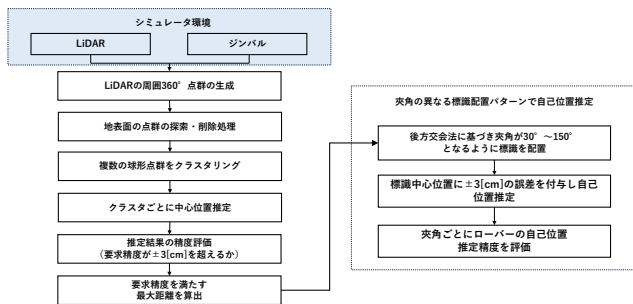 シミュレータ環境
LiDAR
ジンバル
LiDARの周囲360°点群の生成
地表面の点群の探索・削除処理
複数の球形点群をクラスタリング
クラスタごとに中心位置推定
推定結果の精度評価
（要求精度が±3[cm]を超えるか）
要求精度を満たす
最大距離を算出
夾角の異なる標識配置パターンで自己位置推定
後方交会法に基づき夾角が30°～150°
となるように標識を配置
標識中心位置に±3[cm]の誤差を付与し自己
位置推定
夾角ごとにローバーの自己位置
推定精度を評価